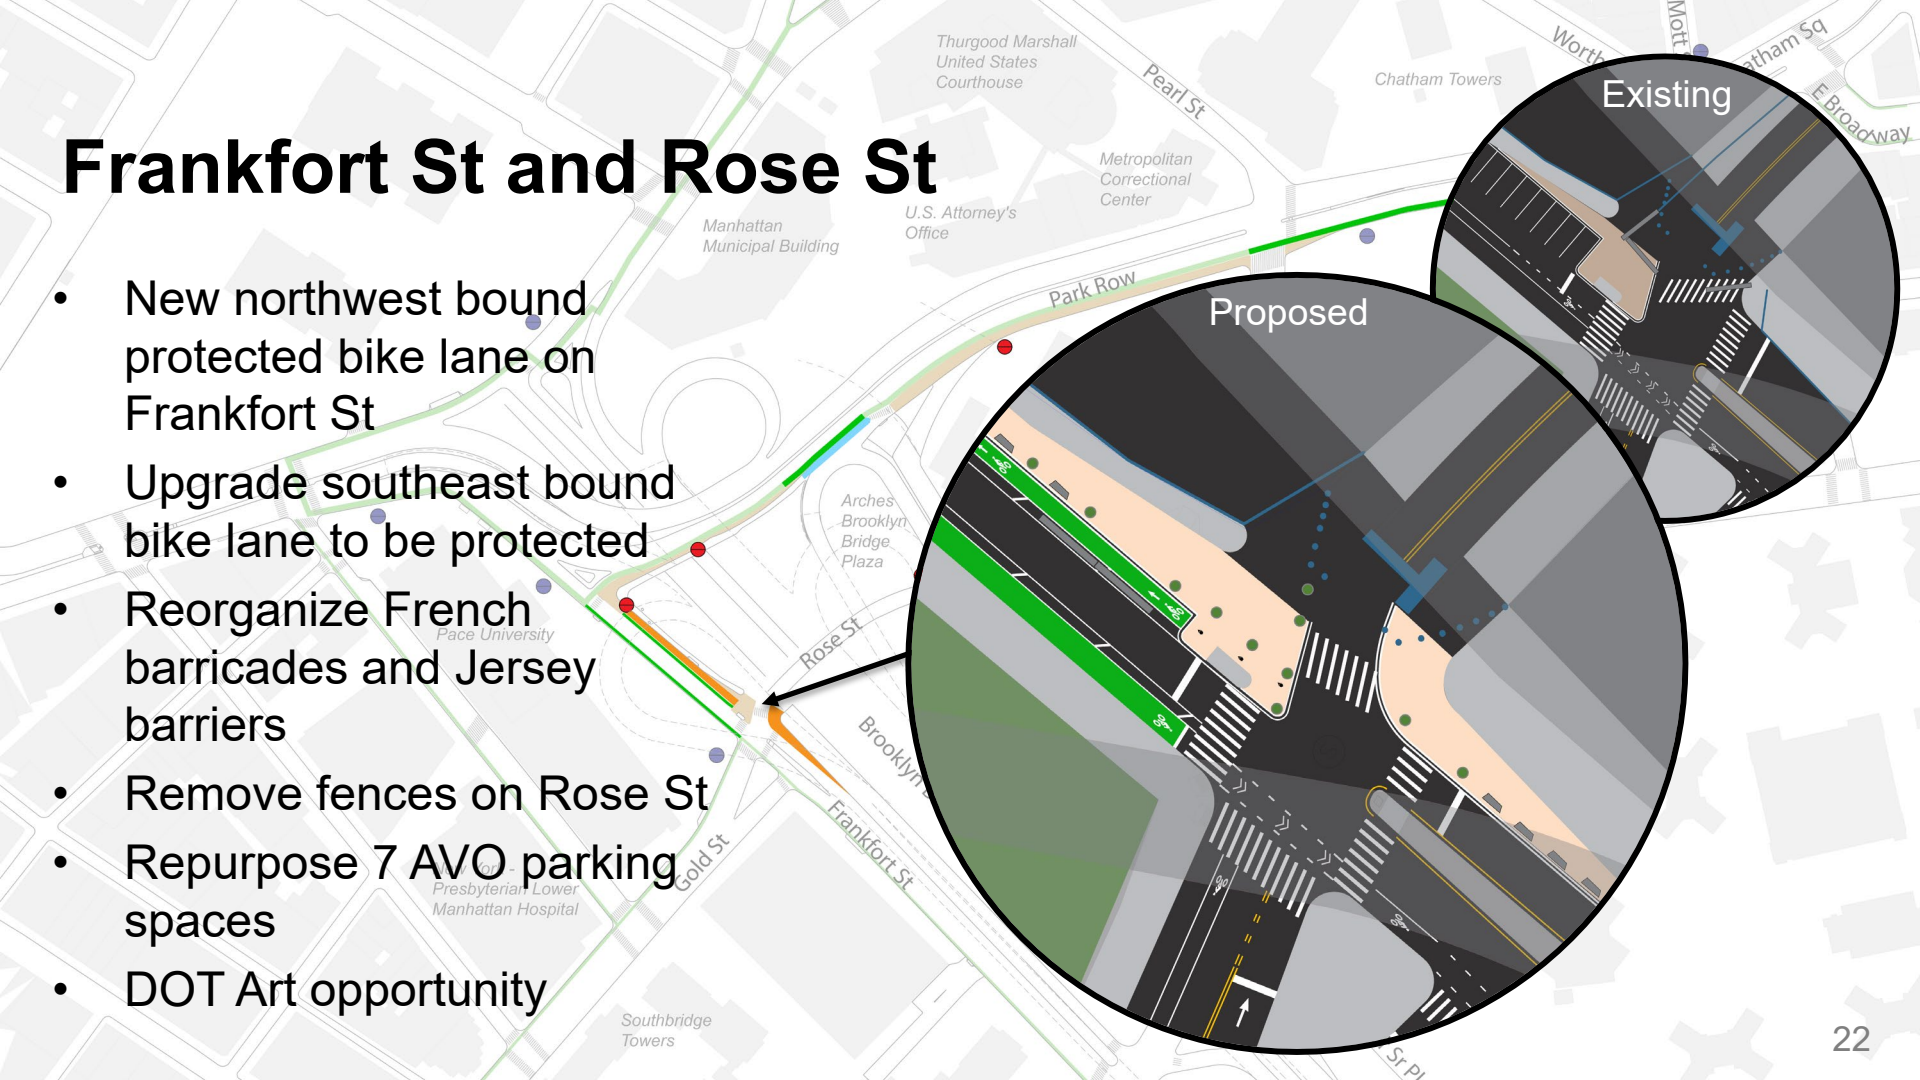 Frankfort St and Rose St
• New northwest bound
protected bike lane on
Frankfort St
• Upgrade southeast bound
bike lane to be protected
• Reorganize French
barricades and Jersey
barriers
• Remove fences on Rose St
• Repurpose 7 AVO parking
spaces
• DOT Art opportunity
Existing
Proposed
Thurgood Marshall
United States
Courthouse
Pearl St
Chatham Towers
Worth
Mott
atham Sq
E Broadway
Metropolitan
Correctional
Center
U.S. Attorney's
Office
Manhattan
Municipal Building
Park Row
Arches
Brooklyn
Bridge
Plaza
Pace University
Rose St
Brooklyn
Frankfort St
Gold St
Presbyterian Lower
Manhattan Hospital
Southbridge
Towers
Sr Pl
22